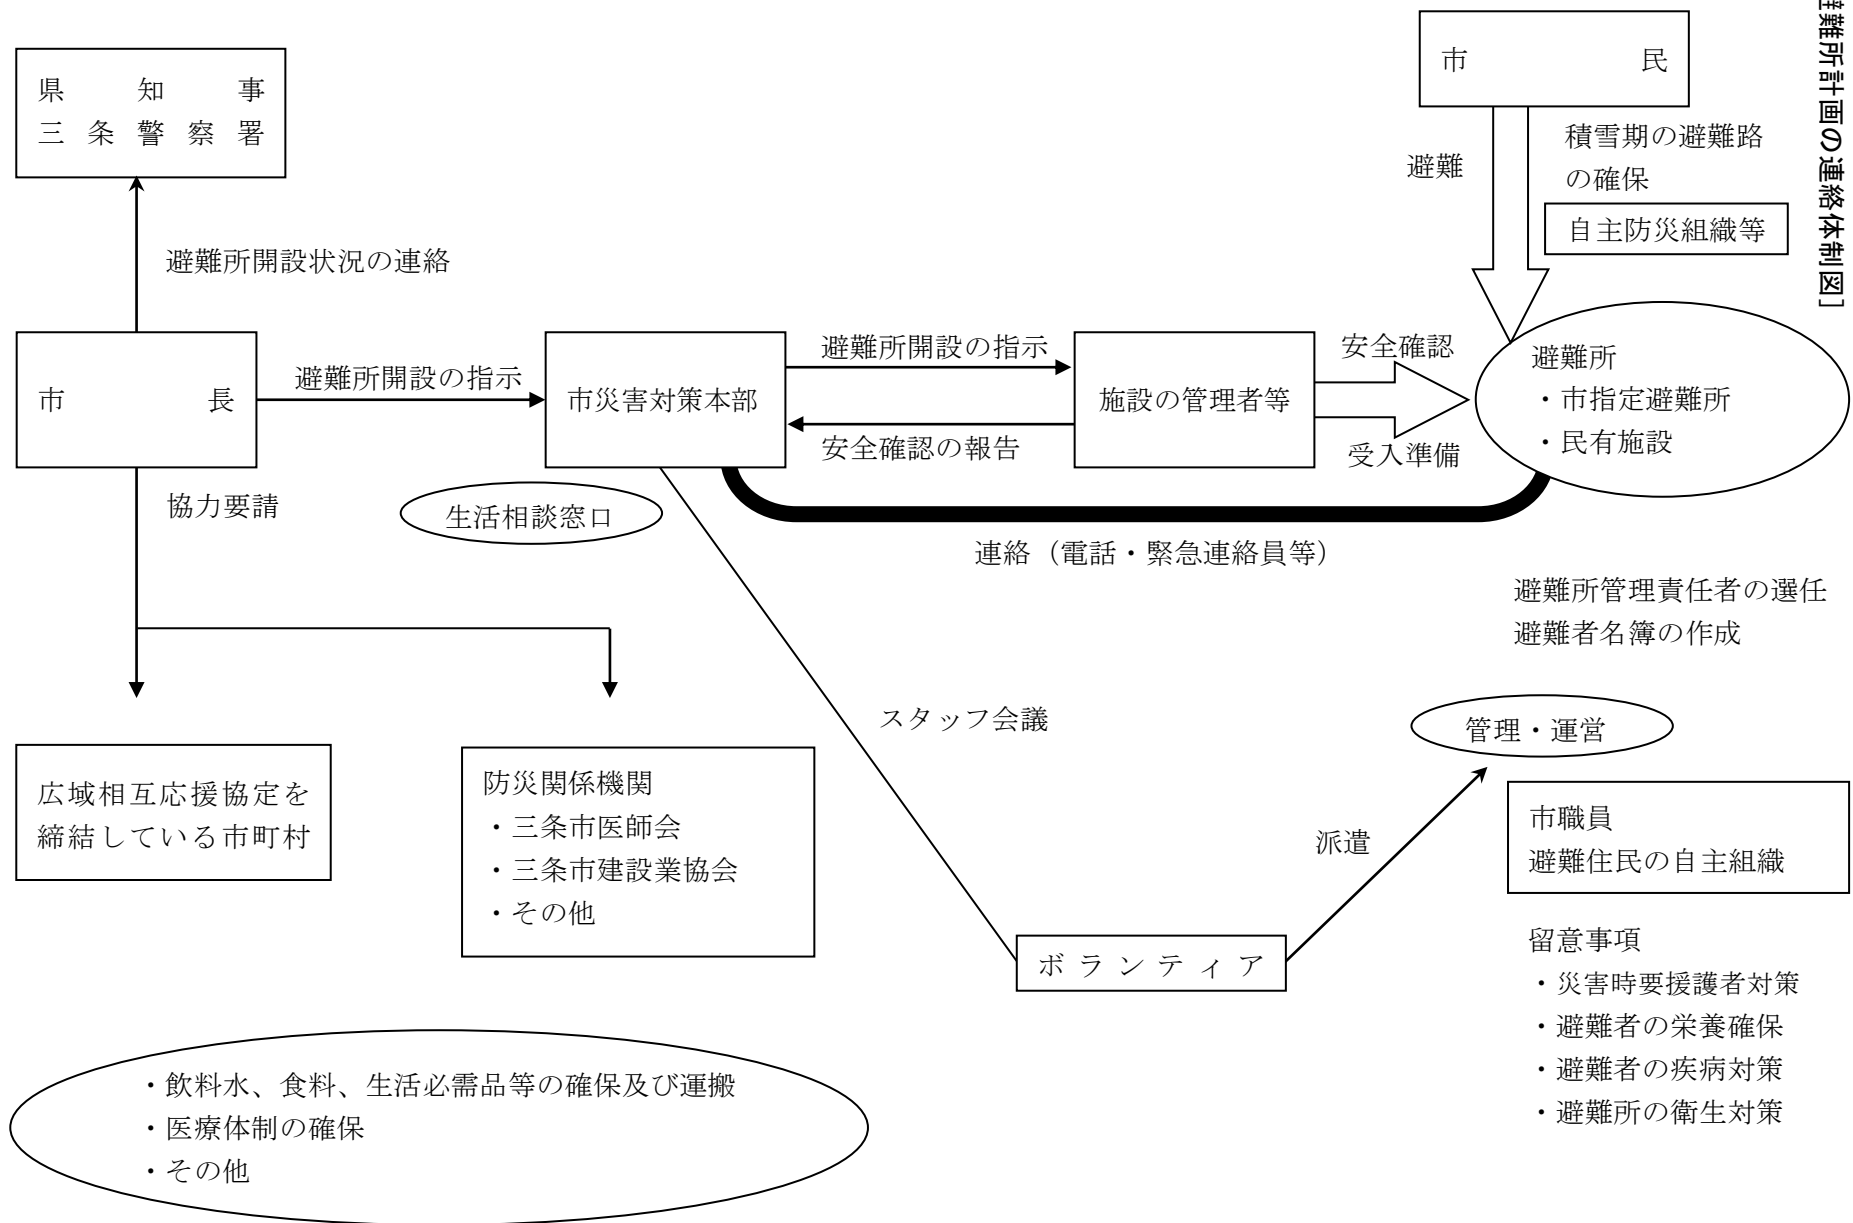 難所計画の連絡体制図］
県知事
三条警察署
市民
避難
積雪期の避難路
の確保
自主防災組織等
避難所開設状況の連絡
市長
避難所開設の指示
市災害対策本部
避難所開設の指示
安全確認の報告
施設の管理者等
安全確認
受入準備
避難所
・市指定避難所
・民有施設
協力要請
生活相談窓口
連絡（電話・緊急連絡員等）
避難所管理責任者の選任
避難者名簿の作成
スタッフ会議
管理・運営
広域相互応援協定を
締結している市町村
防災関係機関
・三条市医師会
・三条市建設業協会
・その他
派遣
市職員
避難住民の自主組織
ボランティア
留意事項
・災害時要援護者対策
・避難者の栄養確保
・避難者の疾病対策
・避難所の衛生対策
・飲料水、食料、生活必需品等の確保及び運搬
・医療体制の確保
・その他